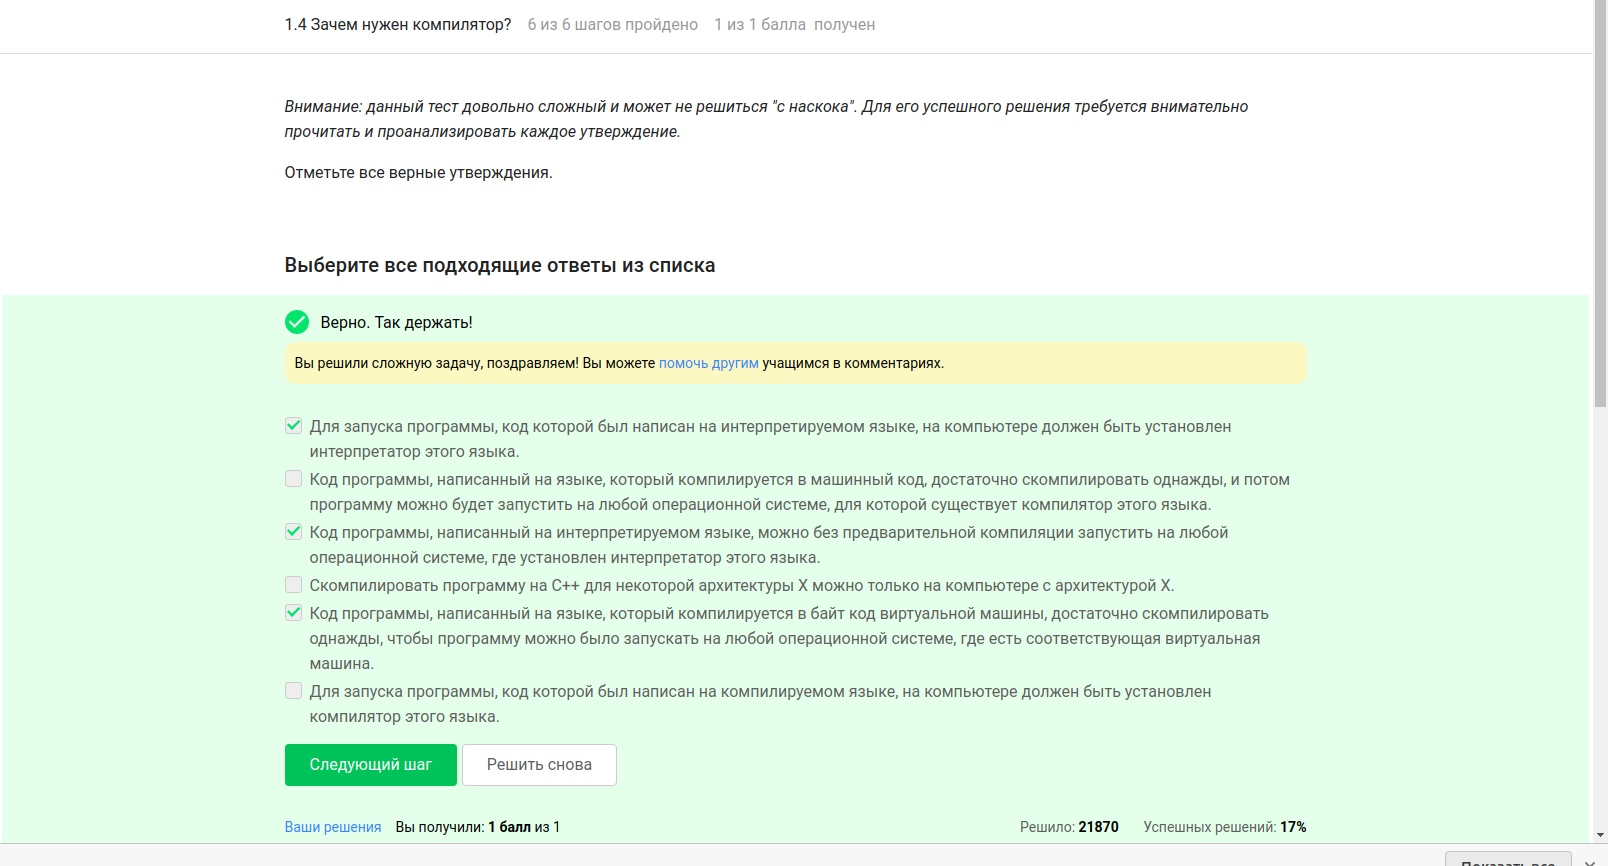 1.4 Зачем нужен компилятор? 6 из 6 шагов пройдено 1 из 1 балла получен
Внимание: данный тест довольно сложный и может не решиться "с наскока". Для его успешного решения требуется внимательно
прочитать и проанализировать каждое утверждение.
Отметьте все верные утверждения.
Выберите все подходящие ответы из списка
Верно. Так держать!
Вы решили сложную задачу, поздравляем! Вы можете помочь другим учащимся в комментариях.
Для запуска программы, код которой был написан на интерпретируемом языке, на компьютере должен быть установлен
интерпретатор этого языка.
Код программы, написанный на языке, который компилируется в машинный код, достаточно скомпилировать однажды, и потом
программу можно будет запустить на любой операционной системе, для которой существует компилятор этого языка.
Код программы, написанный на интерпретируемом языке, можно без предварительной компиляции запустить на любой
операционной системе, где установлен интерпретатор этого языка.
Скомпилировать программу на C++ для некоторой архитектуры X можно только на компьютере с архитектурой X.
Код программы, написанный на языке, который компилируется в байт код виртуальной машины, достаточно скомпилировать
однажды, чтобы программу можно было запускать на любой операционной системе, где есть соответствующая виртуальная
машина.
Для запуска программы, код которой был написан на компилируемом языке, на компьютере должен быть установлен
компилятор этого языка.
Следующий шаг Решить снова
Ваши решения Вы получили: 1 балл из 1 Решило: 21870 Успешных решений: 17%
Показать все